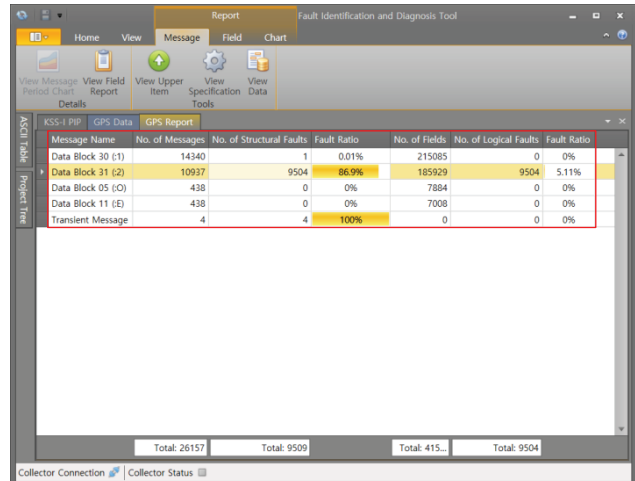 Report
Fault Identification and Diagnosis Tool
Home View Message Field Chart
View Message Period Chart
View Field Report
View Upper Item
View Specification
View Data
Details
Tools
ASCII Table
Project Tree
KSS-I PIP GPS Data GPS Report
Message Name No. of Messages No. of Structural Faults Fault Ratio No. of Fields No. of Logical Faults Fault Ratio
Data Block 30 (:1) 14340 1 0.01% 215085 0 0%
Data Block 31 (:2) 10937 9504 86.9% 185929 9504 5.11%
Data Block 05 (:O) 438 0 0% 7884 0 0%
Data Block 11 (:E) 438 0 0% 7008 0 0%
Transient Message 4 4 100% 0 0 0%
Total: 26157 Total: 9509 Total: 415... Total: 9504
Collector Connection Collector Status